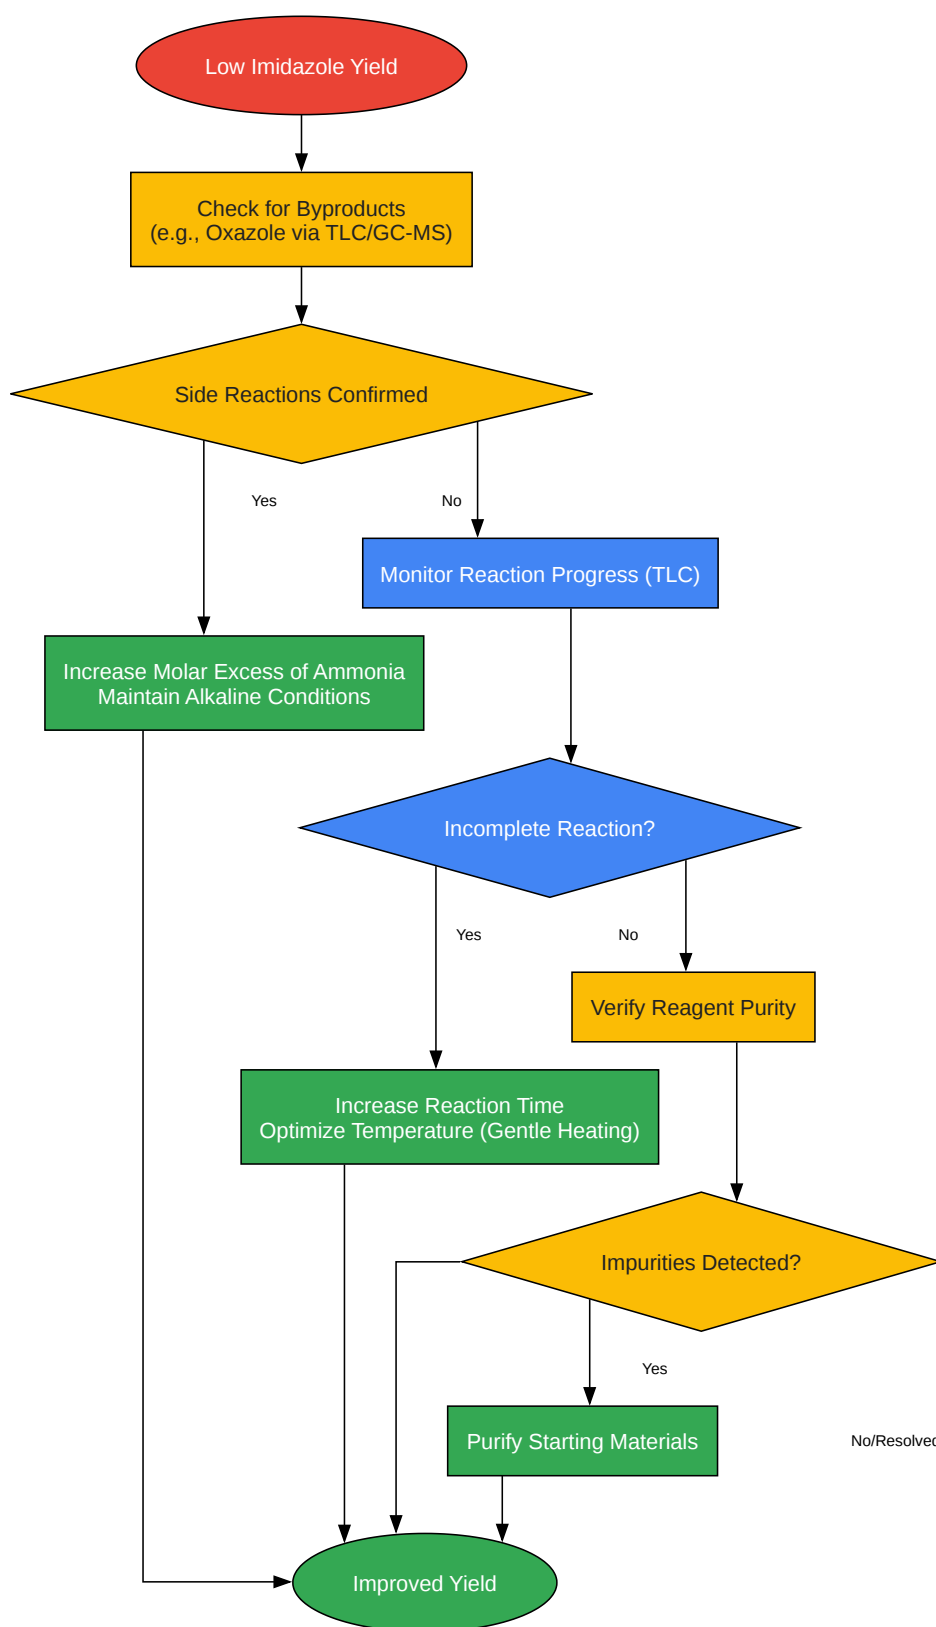 Low Imidazole Yield
Check for Byproducts
(e.g., Oxazole via TLC/GC-MS)
Side Reactions Confirmed
Yes
No
Monitor Reaction Progress (TLC)
Increase Molar Excess of Ammonia
Maintain Alkaline Conditions
Incomplete Reaction?
Yes
No
Verify Reagent Purity
Increase Reaction Time
Optimize Temperature (Gentle Heating)
Impurities Detected?
Yes
Purify Starting Materials
No/Resolved
Improved Yield